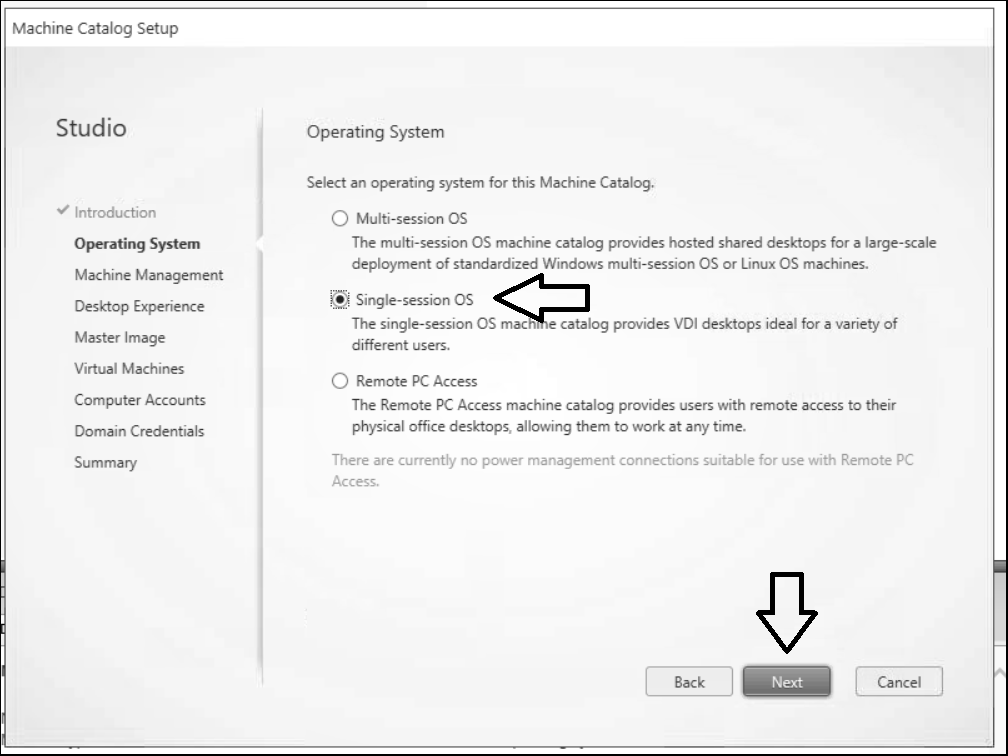 Machine Catalog Setup
Studio
Introduction
Operating System
Machine Management
Desktop Experience
Master Image
Virtual Machines
Computer Accounts
Domain Credentials
Summary
Operating System
Select an operating system for this Machine Catalog.
Multi-session OS
The multi-session OS machine catalog provides hosted shared desktops for a large-scale
deployment of standardized Windows multi-session OS or Linux OS machines.
Single-session OS
The single-session OS machine catalog provides VDI desktops ideal for a variety of
different users.
Remote PC Access
The Remote PC Access machine catalog provides users with remote access to their
physical office desktops, allowing them to work at any time.
There are currently no power management connections suitable for use with Remote PC
Access.
Back
Next
Cancel